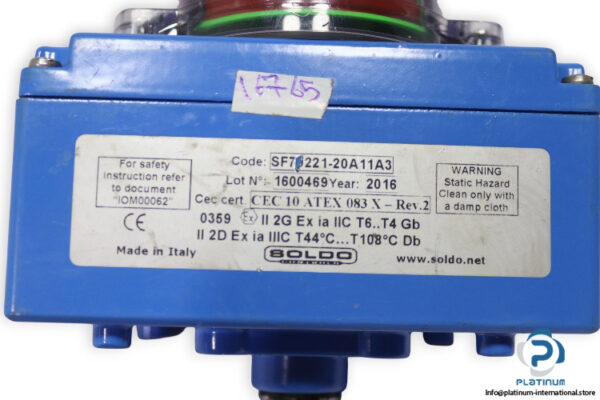 16765
For safety
instruction refer
to document
"IOM00062"
Code: SF7 221-20A11A3
Lot N°: 1600469 Year: 2016
Cec cert. CEC 10 ATEX 083 X - Rev.2
CE 0359 Ex II 2G Ex ia IIC T6..T4 Gb
II 2D Ex ia IIIC T44°C...T108°C Db
WARNING
Static Hazard
Clean only with
a damp cloth
Made in Italy
SOLDO
CONTROLS
www.soldo.net
PLATINUM
info@platinum-international.store